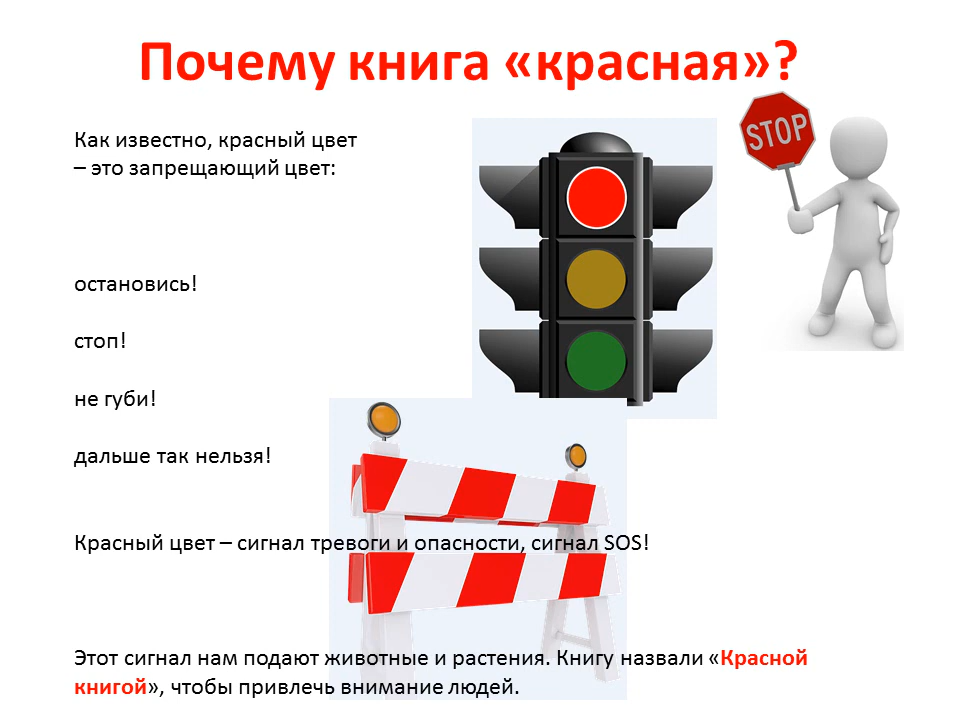 Почему книга «красная»?
STOP
Как известно, красный цвет
– это запрещающий цвет:
остановись!
стоп!
не губи!
дальше так нельзя!
Красный цвет – сигнал тревоги и опасности, сигнал SOS!
Этот сигнал нам подают животные и растения. Книгу назвали «Красной
книгой», чтобы привлечь внимание людей.